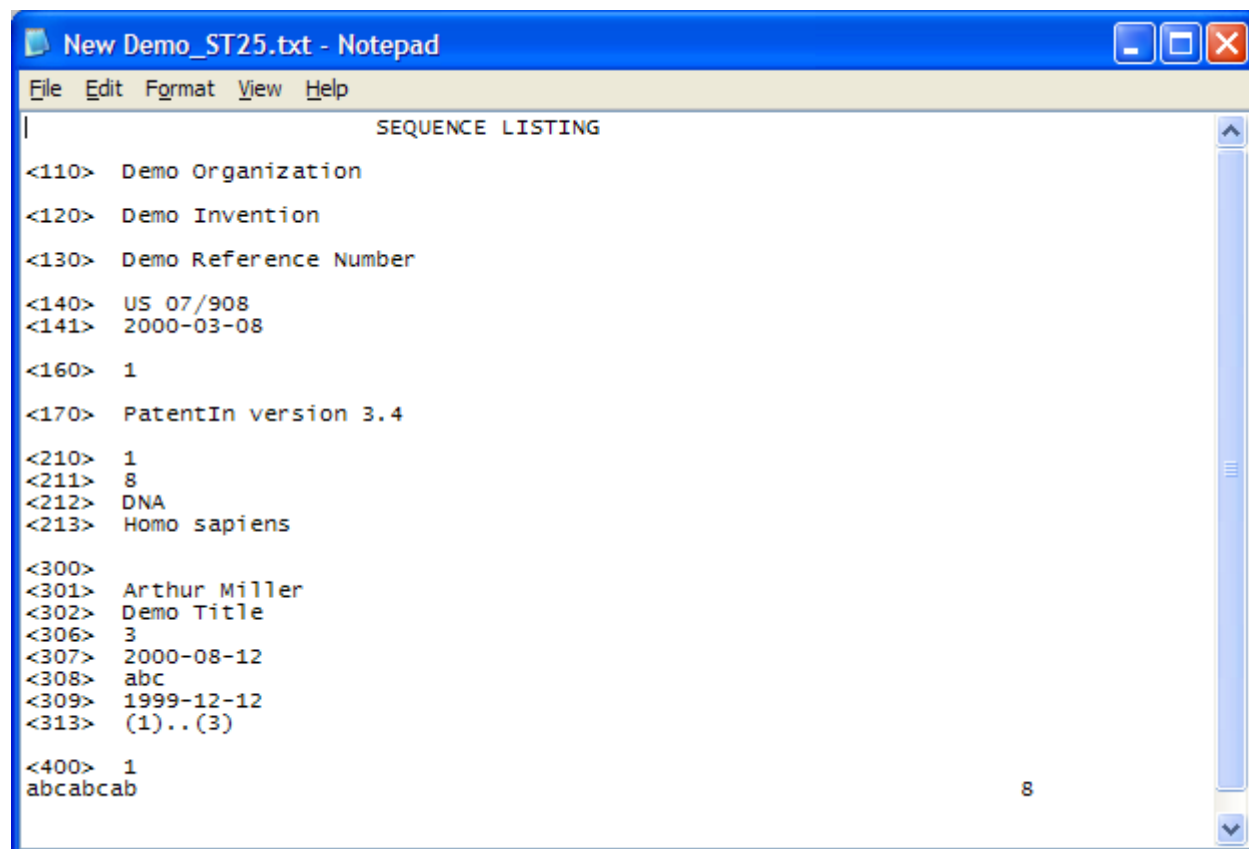 New Demo_ST25.txt - Notepad
File Edit Format View Help
SEQUENCE LISTING
<110> Demo Organization
<120> Demo Invention
<130> Demo Reference Number
<140> US 07/908
<141> 2000-03-08
<160> 1
<170> PatentIn version 3.4
<210> 1
<211> 8
<212> DNA
<213> Homo sapiens
<300>
<301> Arthur Miller
<302> Demo Title
<306> 3
<307> 2000-08-12
<308> abc
<309> 1999-12-12
<313> (1)..(3)
<400> 1
abcabcab 8